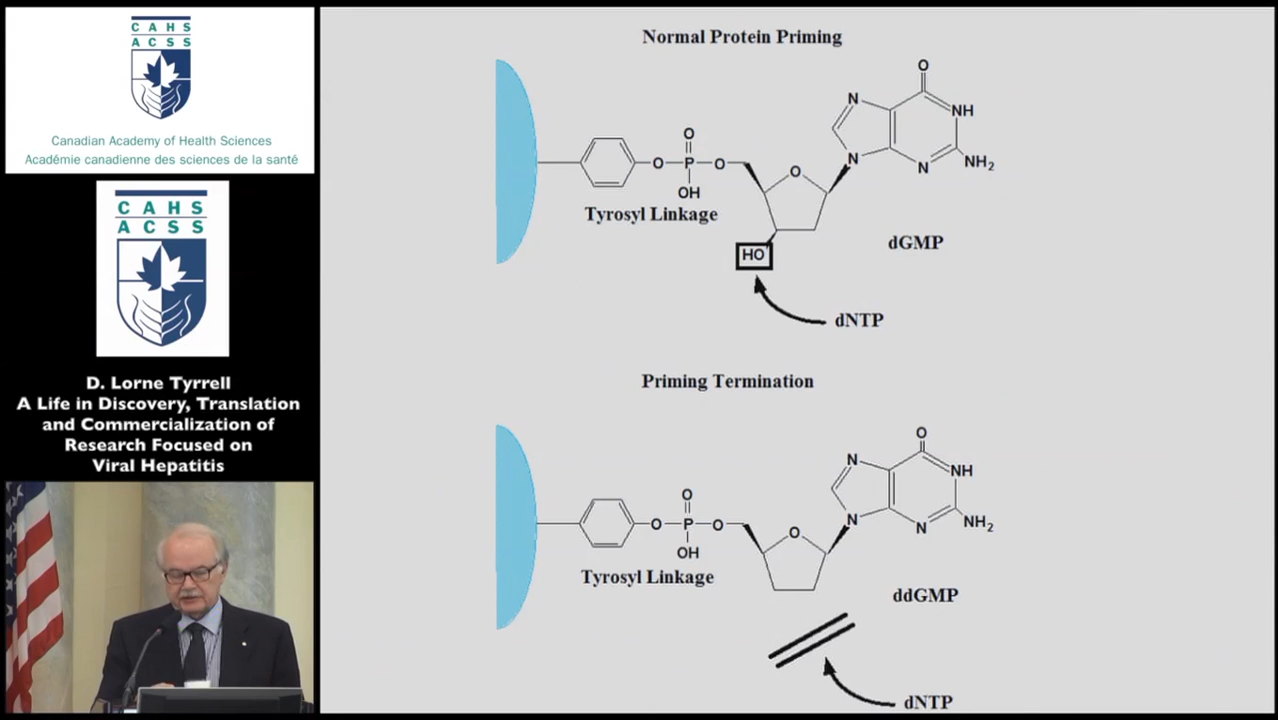 CAHS
ACSS
Canadian Academy of Health Sciences
Académie canadienne des sciences de la santé
CAHS
ACSS
D. Lorne Tyrrell
A Life in Discovery, Translation
and Commercialization of
Research Focused on
Viral Hepatitis
Normal Protein Priming
O
N
NH
O
O
P
O
O
N
N
NH₂
OH
Tyrosyl Linkage
HO
dGMP
dNTP
Priming Termination
O
N
NH
O
O
P
O
O
N
N
NH₂
OH
Tyrosyl Linkage
ddGMP
dNTP